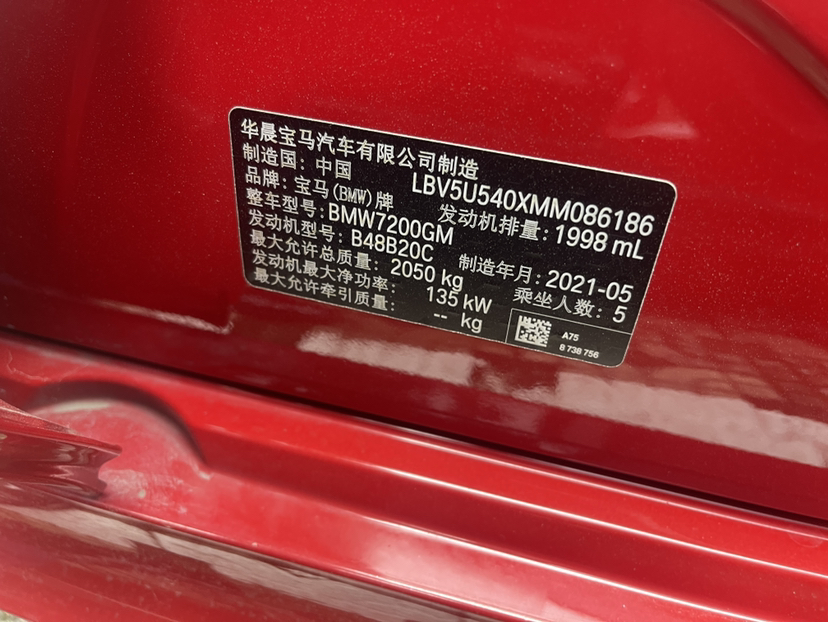 华晨宝马汽车有限公司制造
制造国：中国 LBV5U540XMM086186
品牌：宝马(BMW)牌 发动机排量：1998 mL
整车型号：BMW7200GM
发动机型号：B48B20C 制造年月：2021-05
最大允许总质量：2050 kg 乘坐人数：5
发动机最大净功率：135 kW
最大允许牵引质量：-- kg
A75
8 738 756